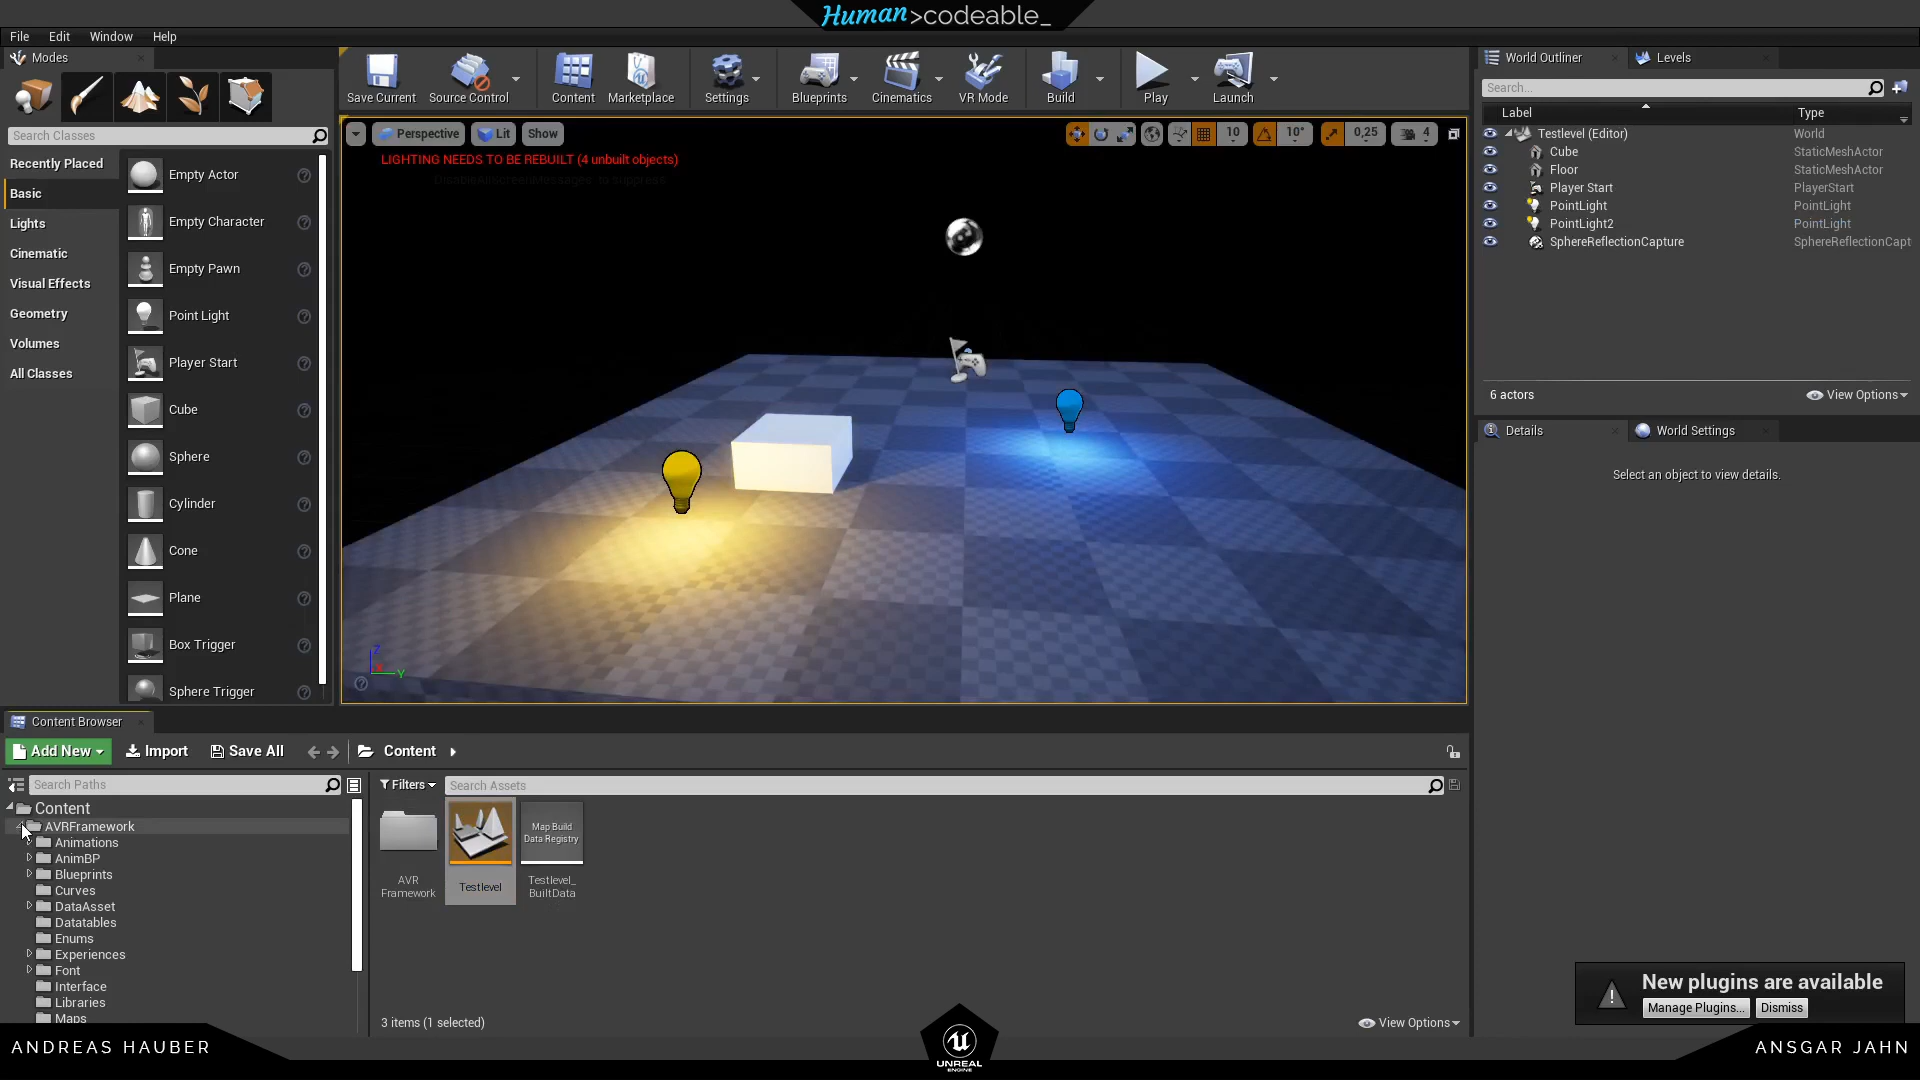 Human>codeable_
File Edit Window Help
Modes
Save Current Source Control Content Marketplace Settings Blueprints Cinematics VR Mode Build Play Launch
World Outliner Levels
Search...
Label Type
Testlevel (Editor) World
Cube StaticMeshActor
Floor StaticMeshActor
Player Start PlayerStart
PointLight PointLight
PointLight2 PointLight
SphereReflectionCapture SphereReflectionCapt
6 actors View Options
Details World Settings
Select an object to view details.
Search Classes
Recently Placed
Basic
Lights
Cinematic
Visual Effects
Geometry
Volumes
All Classes
Empty Actor
Empty Character
Empty Pawn
Point Light
Player Start
Cube
Sphere
Cylinder
Cone
Plane
Box Trigger
Sphere Trigger
Perspective Lit Show 10 10° 0,25 4
LIGHTING NEEDS TO BE REBUILT (4 unbuilt objects)
'DisableAllScreenMessages' to suppress
Z
X
Y
Content Browser
Add New Import Save All Content
Search Paths
Filters Search Assets
Content
AVRFramework
Animations
AnimBP
Blueprints
Curves
DataAsset
Datatables
Enums
Experiences
Font
Interface
Libraries
Maps
AVR
Framework
Testlevel
Map Build
Data Registry
Testlevel_
BuiltData
3 items (1 selected) View Options
New plugins are available
Manage Plugins... Dismiss
ANDREAS HAUBER
UNREAL
ENGINE
ANSGAR JAHN